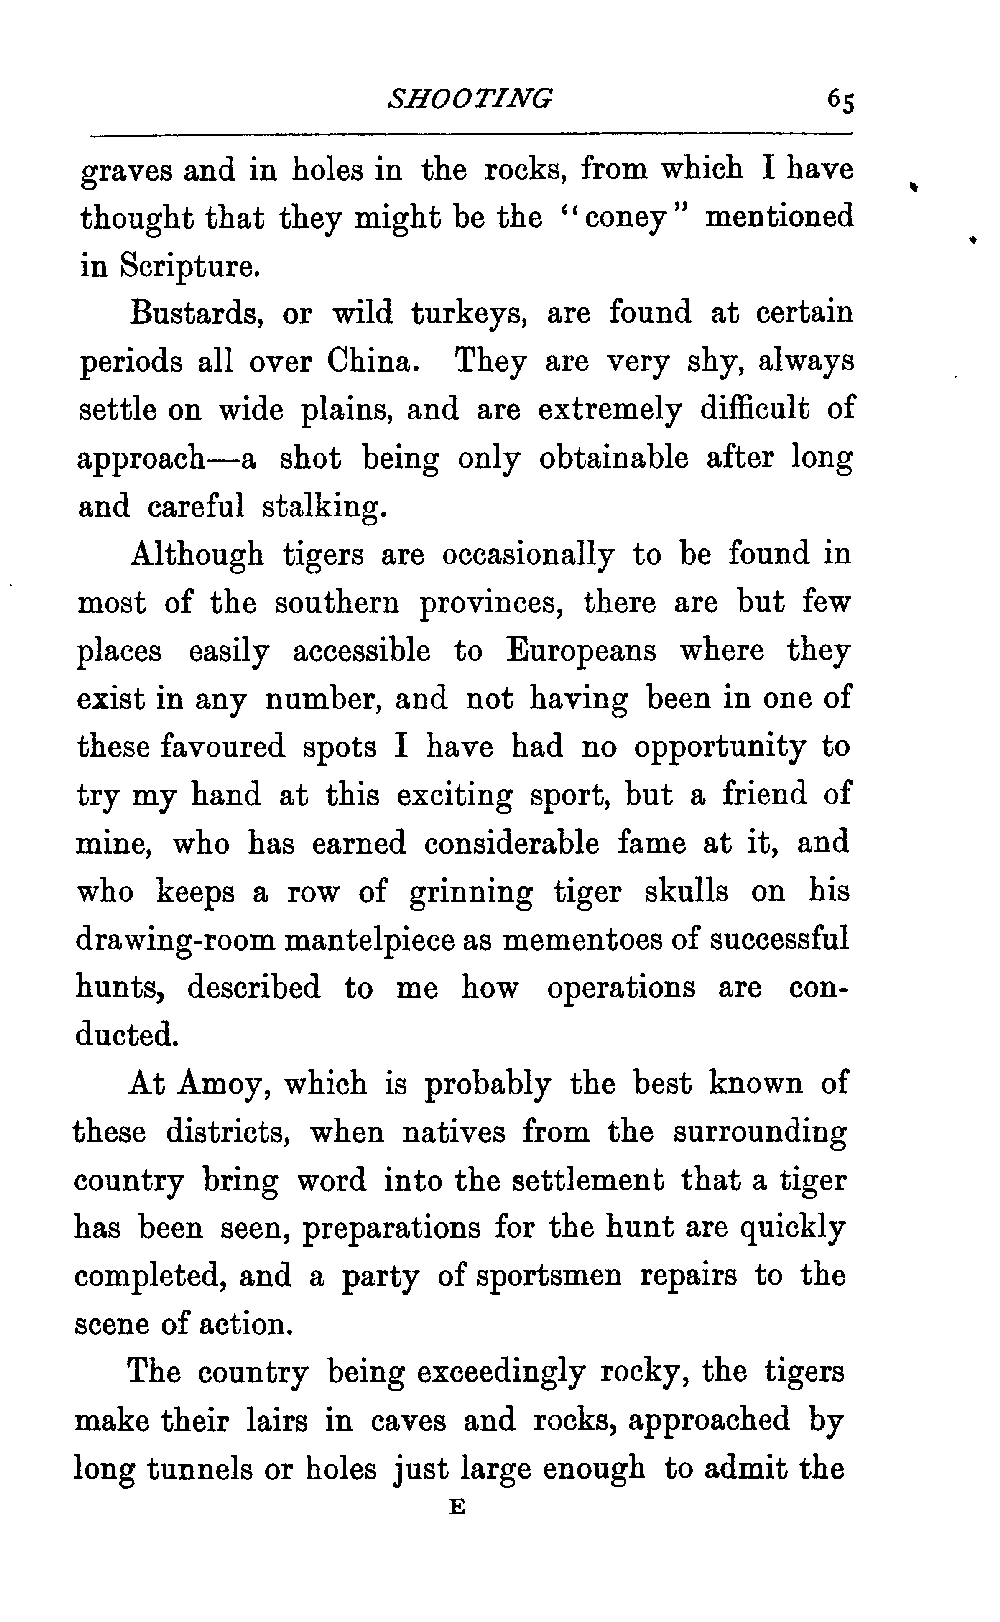 SHOOTING 65
graves and in holes in the rocks, from which I have
thought that they might be the "coney" mentioned
in Scripture.
Bustards, or wild turkeys, are found at certain
periods all over China. They are very shy, always
settle on wide plains, and are extremely difficult of
approach—a shot being only obtainable after long
and careful stalking.
Although tigers are occasionally to be found in
most of the southern provinces, there are but few
places easily accessible to Europeans where they
exist in any number, and not having been in one of
these favoured spots I have had no opportunity to
try my hand at this exciting sport, but a friend of
mine, who has earned considerable fame at it, and
who keeps a row of grinning tiger skulls on his
drawing-room mantelpiece as mementoes of successful
hunts, described to me how operations are con-
ducted.
At Amoy, which is probably the best known of
these districts, when natives from the surrounding
country bring word into the settlement that a tiger
has been seen, preparations for the hunt are quickly
completed, and a party of sportsmen repairs to the
scene of action.
The country being exceedingly rocky, the tigers
make their lairs in caves and rocks, approached by
long tunnels or holes just large enough to admit the
E